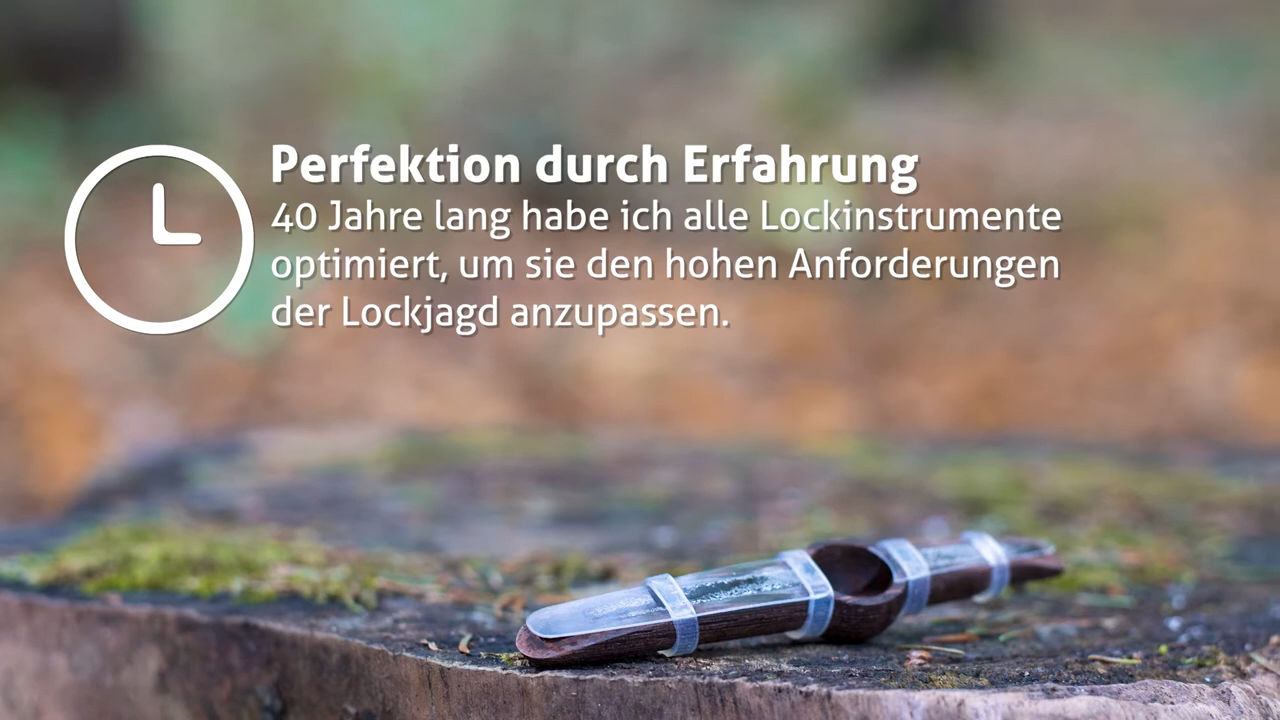 Perfektion durch Erfahrung
40 Jahre lang habe ich alle Lockinstrumente
optimiert, um sie den hohen Anforderungen
der Lockjagd anzupassen.